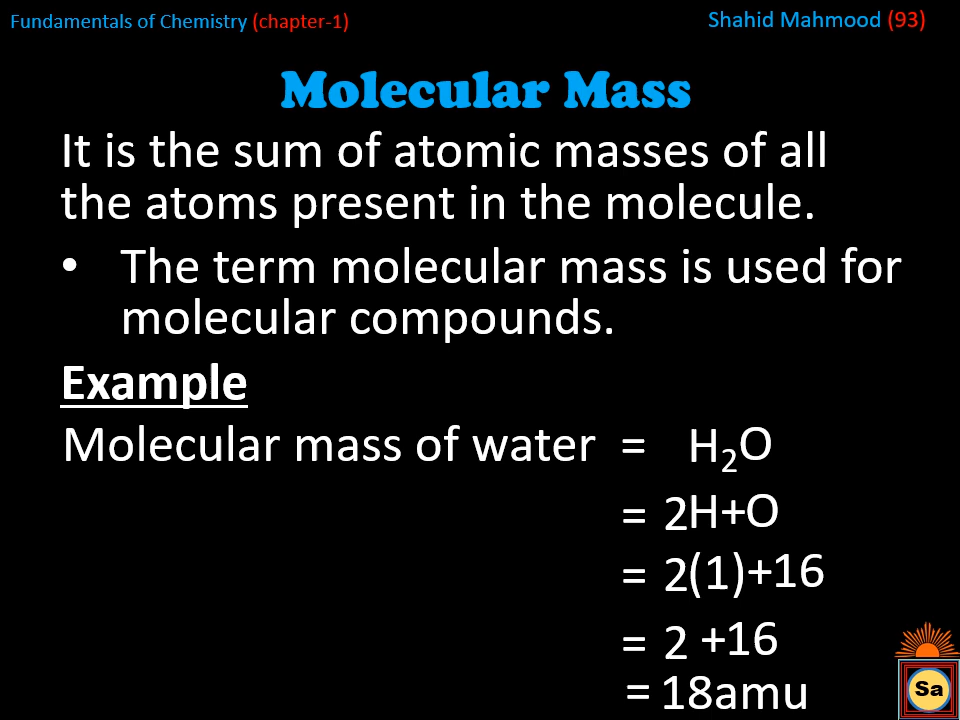 Fundamentals of Chemistry (chapter-1)
Shahid Mahmood (93)
Molecular Mass
It is the sum of atomic masses of all
the atoms present in the molecule.
• The term molecular mass is used for
molecular compounds.
Example
Molecular mass of water = H₂O
= 2H+O
= 2(1)+16
= 2 +16
= 18amu
Sa